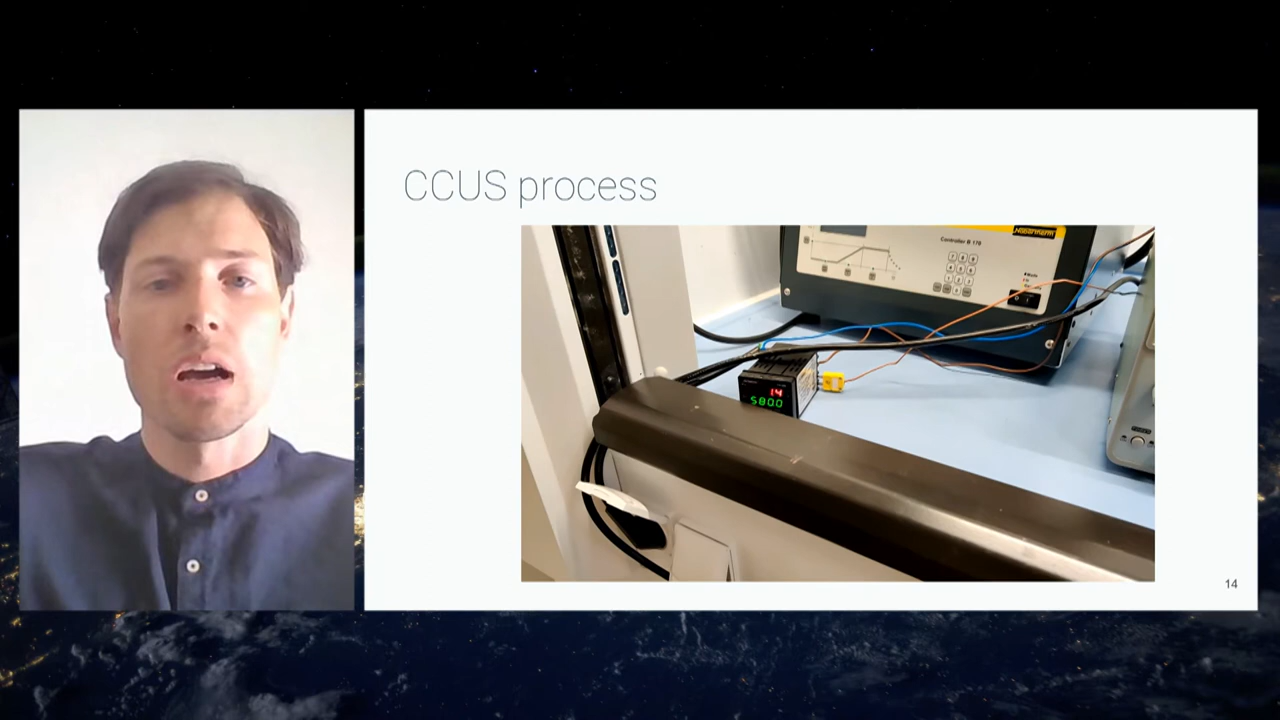 CCUS process
Nabertherm
Controller B 170
14
5800
14